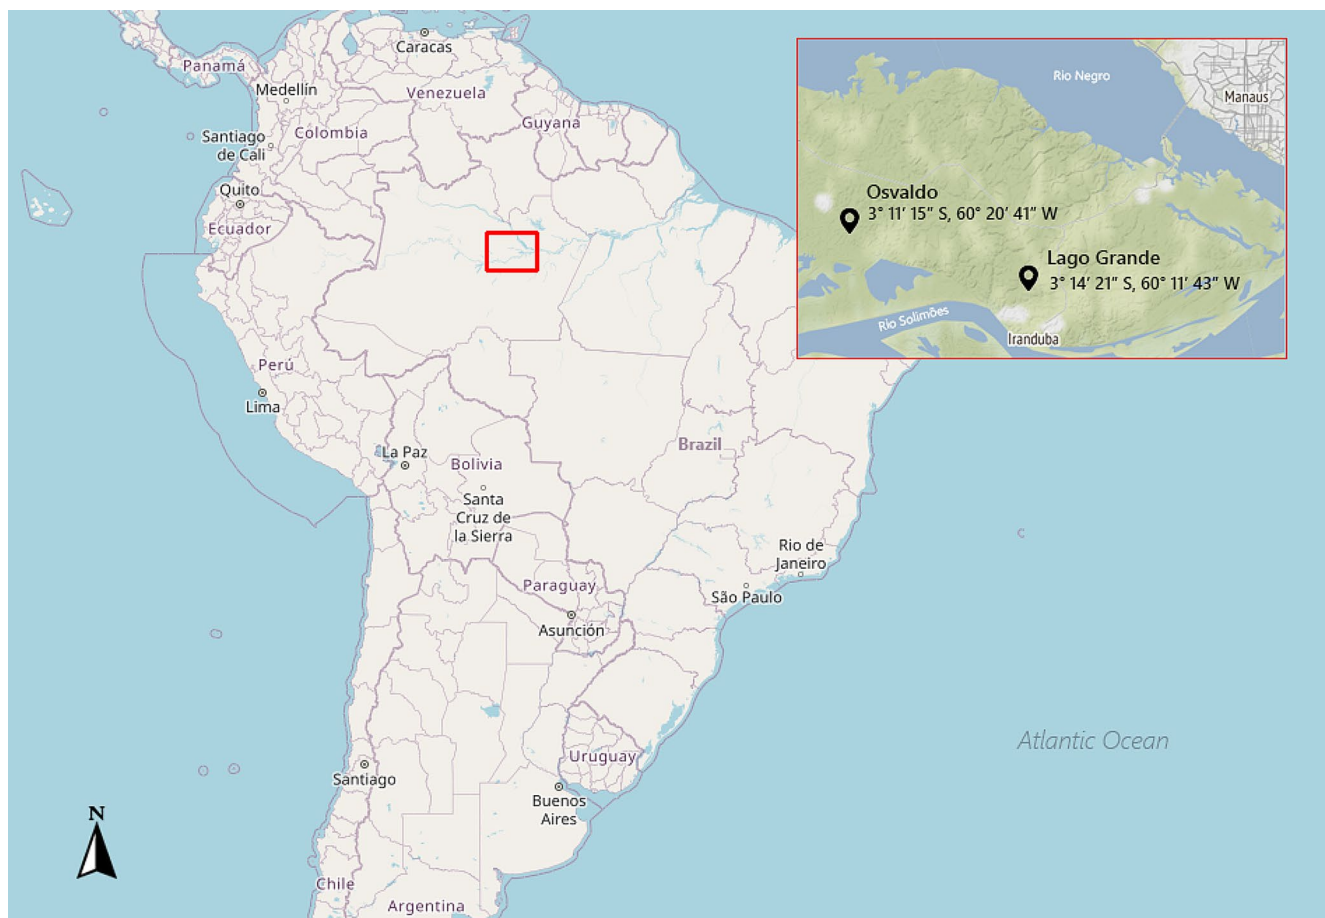 Caracas
Panamá
Medellín
Venezuela
Guyana
Colombia
Santiago
de Cali
Quito
Ecuador
Rio Negro
Manaus
Osvaldo
3° 11′ 15″ S, 60° 20′ 41″ W
Lago Grande
3° 14′ 21″ S, 60° 11′ 43″ W
Rio Solimões
Iranduba
Perú
Lima
Brazil
La Paz
Bolivia
Santa
Cruz de
la Sierra
Rio de
Janeiro
Paraguay
São Paulo
Asunción
Atlantic Ocean
Uruguay
Santiago
Buenos
Aires
N
Chile
Argentina